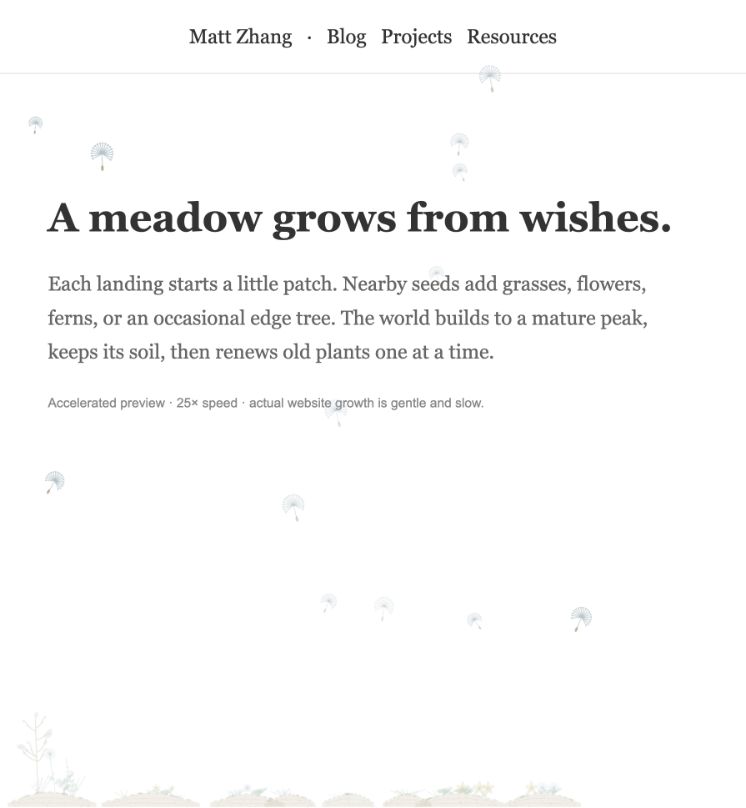 Matt Zhang · Blog Projects Resources
A meadow grows from wishes.
Each landing starts a little patch. Nearby seeds add grasses, flowers,
ferns, or an occasional edge tree. The world builds to a mature peak,
keeps its soil, then renews old plants one at a time.
Accelerated preview · 25× speed · actual website growth is gentle and slow.